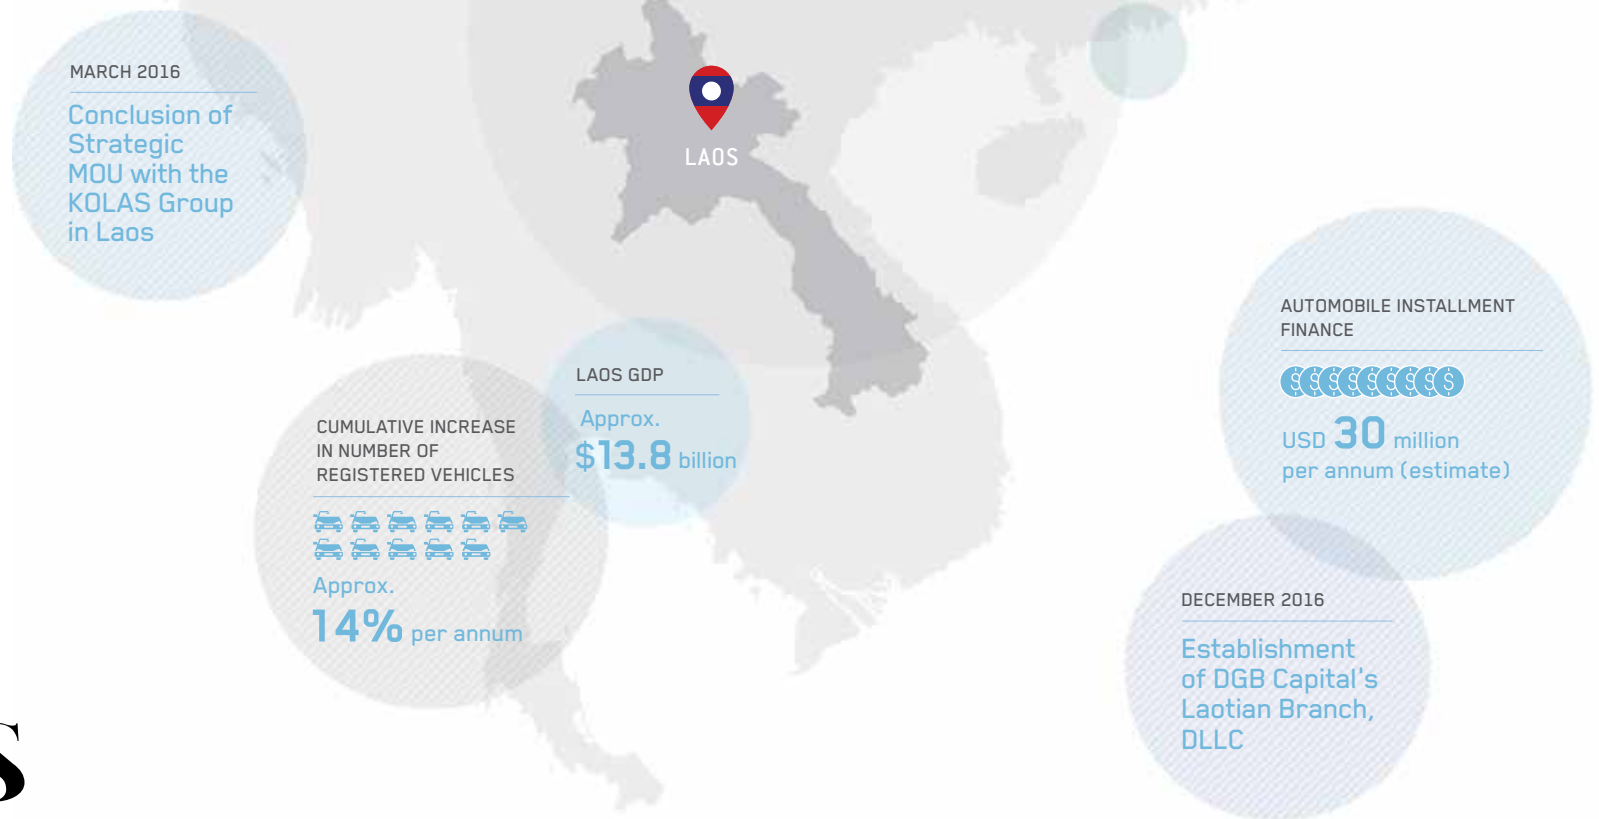 MARCH 2016
Conclusion of
Strategic
MOU with the
KOLAS Group
in Laos
LAOS
LAOS GDP
Approx.
$13.8 billion
CUMULATIVE INCREASE
IN NUMBER OF
REGISTERED VEHICLES
Approx.
14% per annum
AUTOMOBILE INSTALLMENT
FINANCE
USD 30 million
per annum (estimate)
DECEMBER 2016
Establishment
of DGB Capital's
Laotian Branch,
DLLC
s